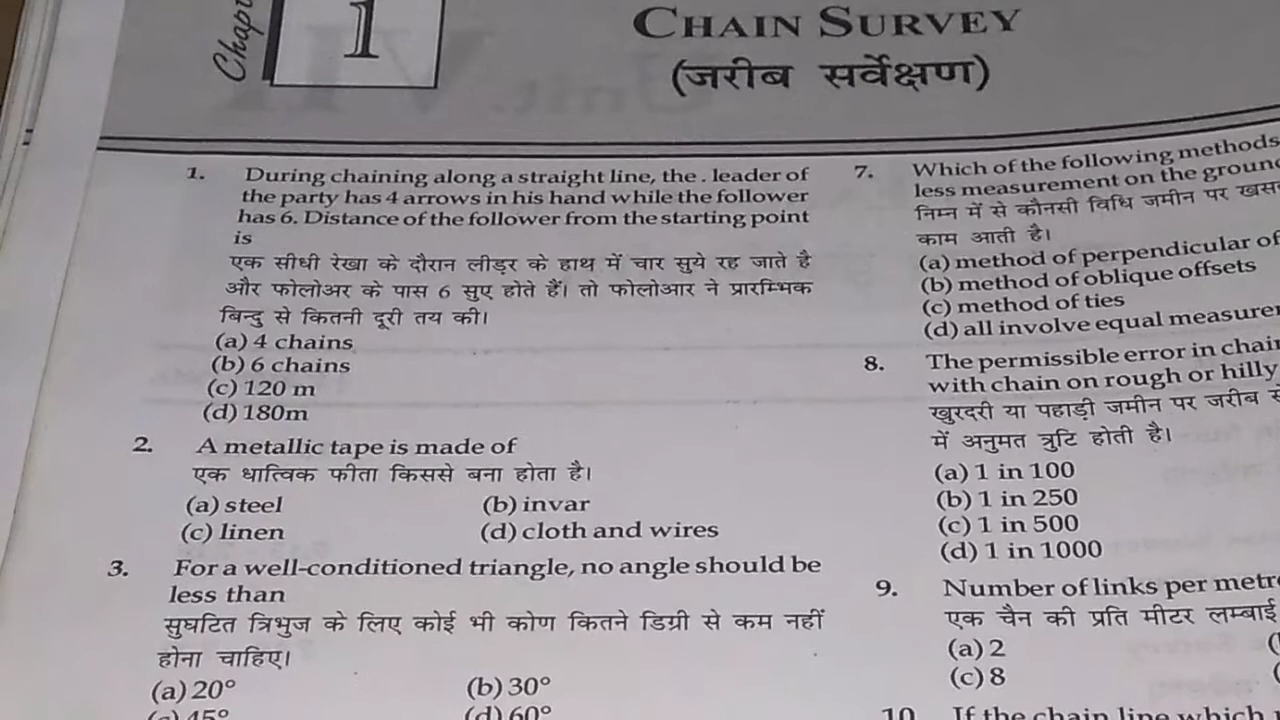 1
CHAIN SURVEY
(जरीब सर्वेक्षण)
1. During chaining along a straight line, the . leader of
the party has 4 arrows in his hand while the follower
has 6. Distance of the follower from the starting point
is
एक सीधी रेखा के दौरान लीड़र के हाथ में चार सुये रह जाते है
और फोलोअर के पास 6 सुए होते हैं। तो फोलोआर ने प्रारम्भिक
बिन्दु से कितनी दूरी तय की।
(a) 4 chains
(b) 6 chains
(c) 120 m
(d) 180m
2. A metallic tape is made of
एक धात्विक फीता किससे बना होता है।
(a) steel (b) invar
(c) linen (d) cloth and wires
3. For a well-conditioned triangle, no angle should be
less than
सुघटित त्रिभुज के लिए कोई भी कोण कितने डिग्री से कम नहीं
होना चाहिए।
(a) 20° (b) 30°
(c) 45° (d) 60°
7. Which of the following methods
less measurement on the
निम्न में से कौनसी विधि जमीन पर
काम आती है।
(a) method of perpendicular
(b) method of oblique offsets
(c) method of ties
(d) all involve equal
8. The permissible error in
with chain on rough or hilly
खुरदरी या पहाड़ी जमीन पर जरीब
में अनुमत त्रुटि होती है।
(a) 1 in 100
(b) 1 in 250
(c) 1 in 500
(d) 1 in 1000
9. Number of links per
एक चैन की प्रति मीटर लम्बाई
(a) 2
(c) 8
10. If the chain line which